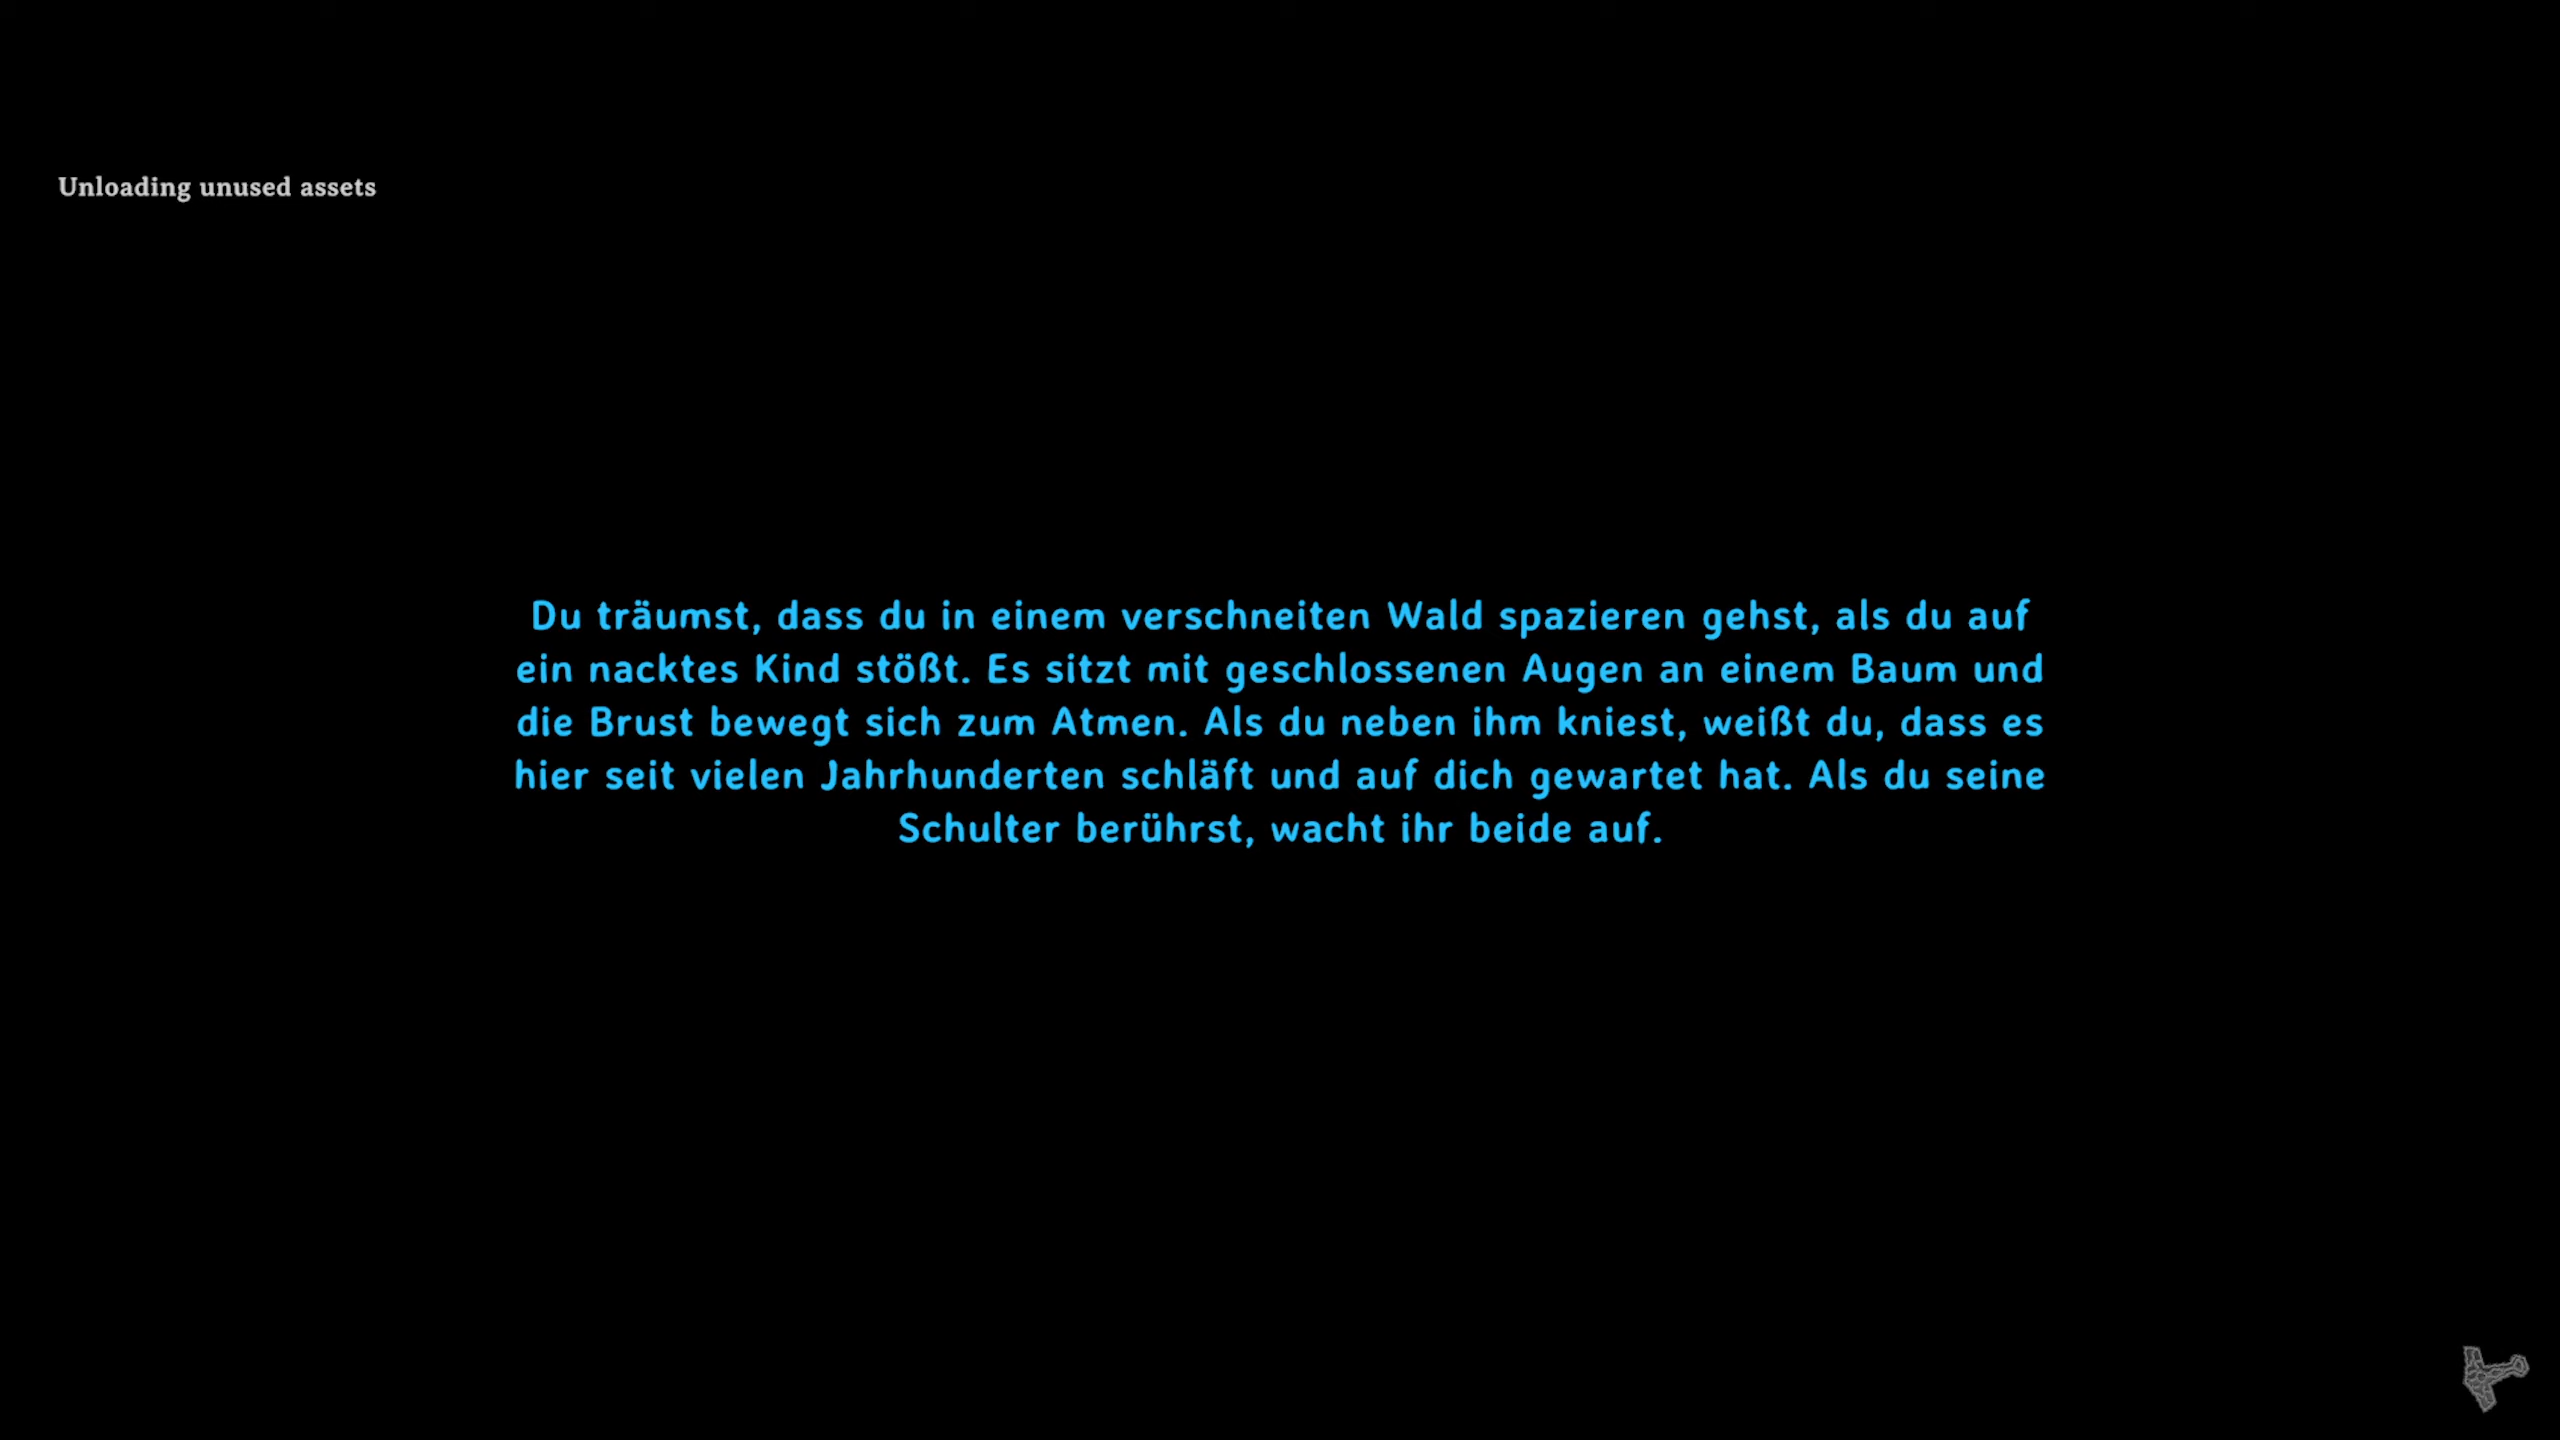 Unloading unused assets
Du träumst, dass du in einem verschneiten Wald spazieren gehst, als du auf
ein nacktes Kind stößt. Es sitzt mit geschlossenen Augen an einem Baum und
die Brust bewegt sich zum Atmen. Als du neben ihm kniest, weißt du, dass es
hier seit vielen Jahrhunderten schläft und auf dich gewartet hat. Als du seine
Schulter berührst, wacht ihr beide auf.